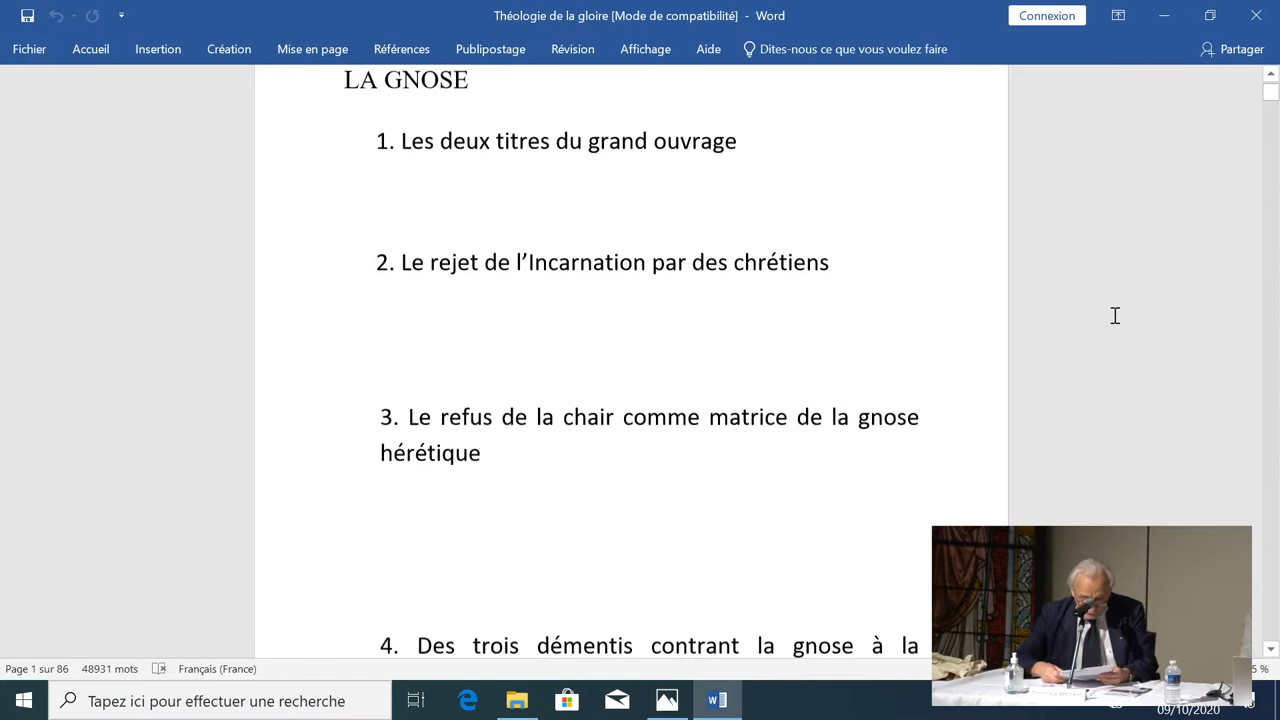 Théologie de la gloire [Mode de compatibilité] - Word
Connexion
Fichier Accueil Insertion Création Mise en page Références Publipostage Révision Affichage Aide Dites-nous ce que vous voulez faire Partager
LA GNOSE
1. Les deux titres du grand ouvrage
2. Le rejet de l’Incarnation par des chrétiens
3. Le refus de la chair comme matrice de la gnose
hérétique
4. Des trois démentis contrant la gnose à la
Page 1 sur 86 48931 mots Français (France)
Tapez ici pour effectuer une recherche
09/10/2020